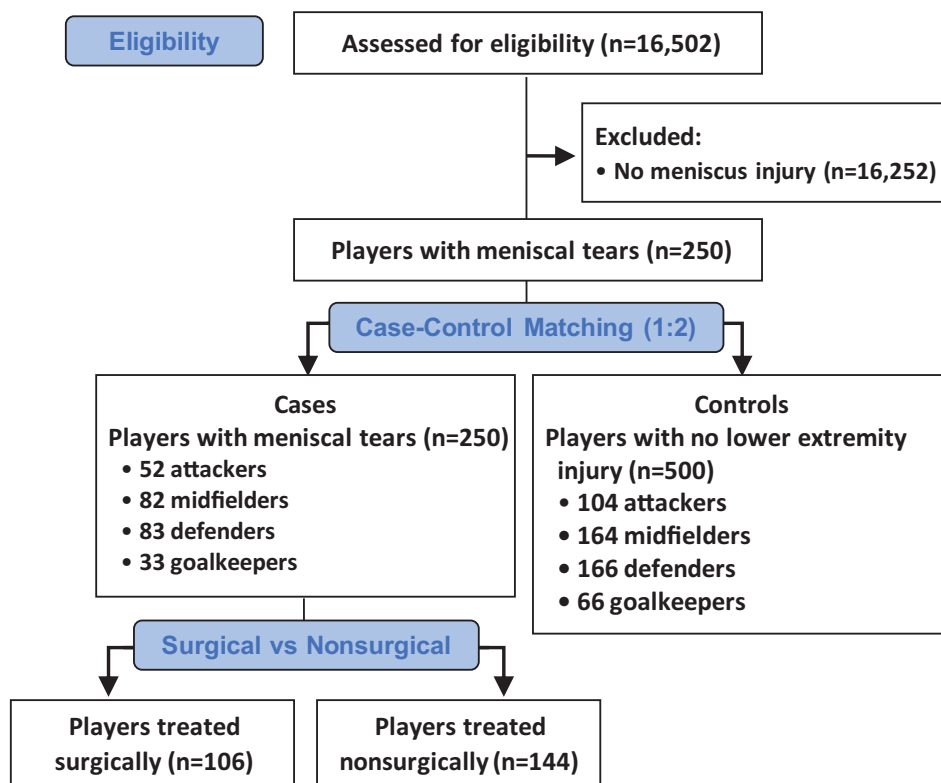 Eligibility
Assessed for eligibility (n=16,502)
Excluded:
• No meniscus injury (n=16,252)
Players with meniscal tears (n=250)
Case-Control Matching (1:2)
Cases
Players with meniscal tears (n=250)
• 52 attackers
• 82 midfielders
• 83 defenders
• 33 goalkeepers
Controls
Players with no lower extremity
injury (n=500)
• 104 attackers
• 164 midfielders
• 166 defenders
• 66 goalkeepers
Surgical vs Nonsurgical
Players treated
surgically (n=106)
Players treated
nonsurgically (n=144)